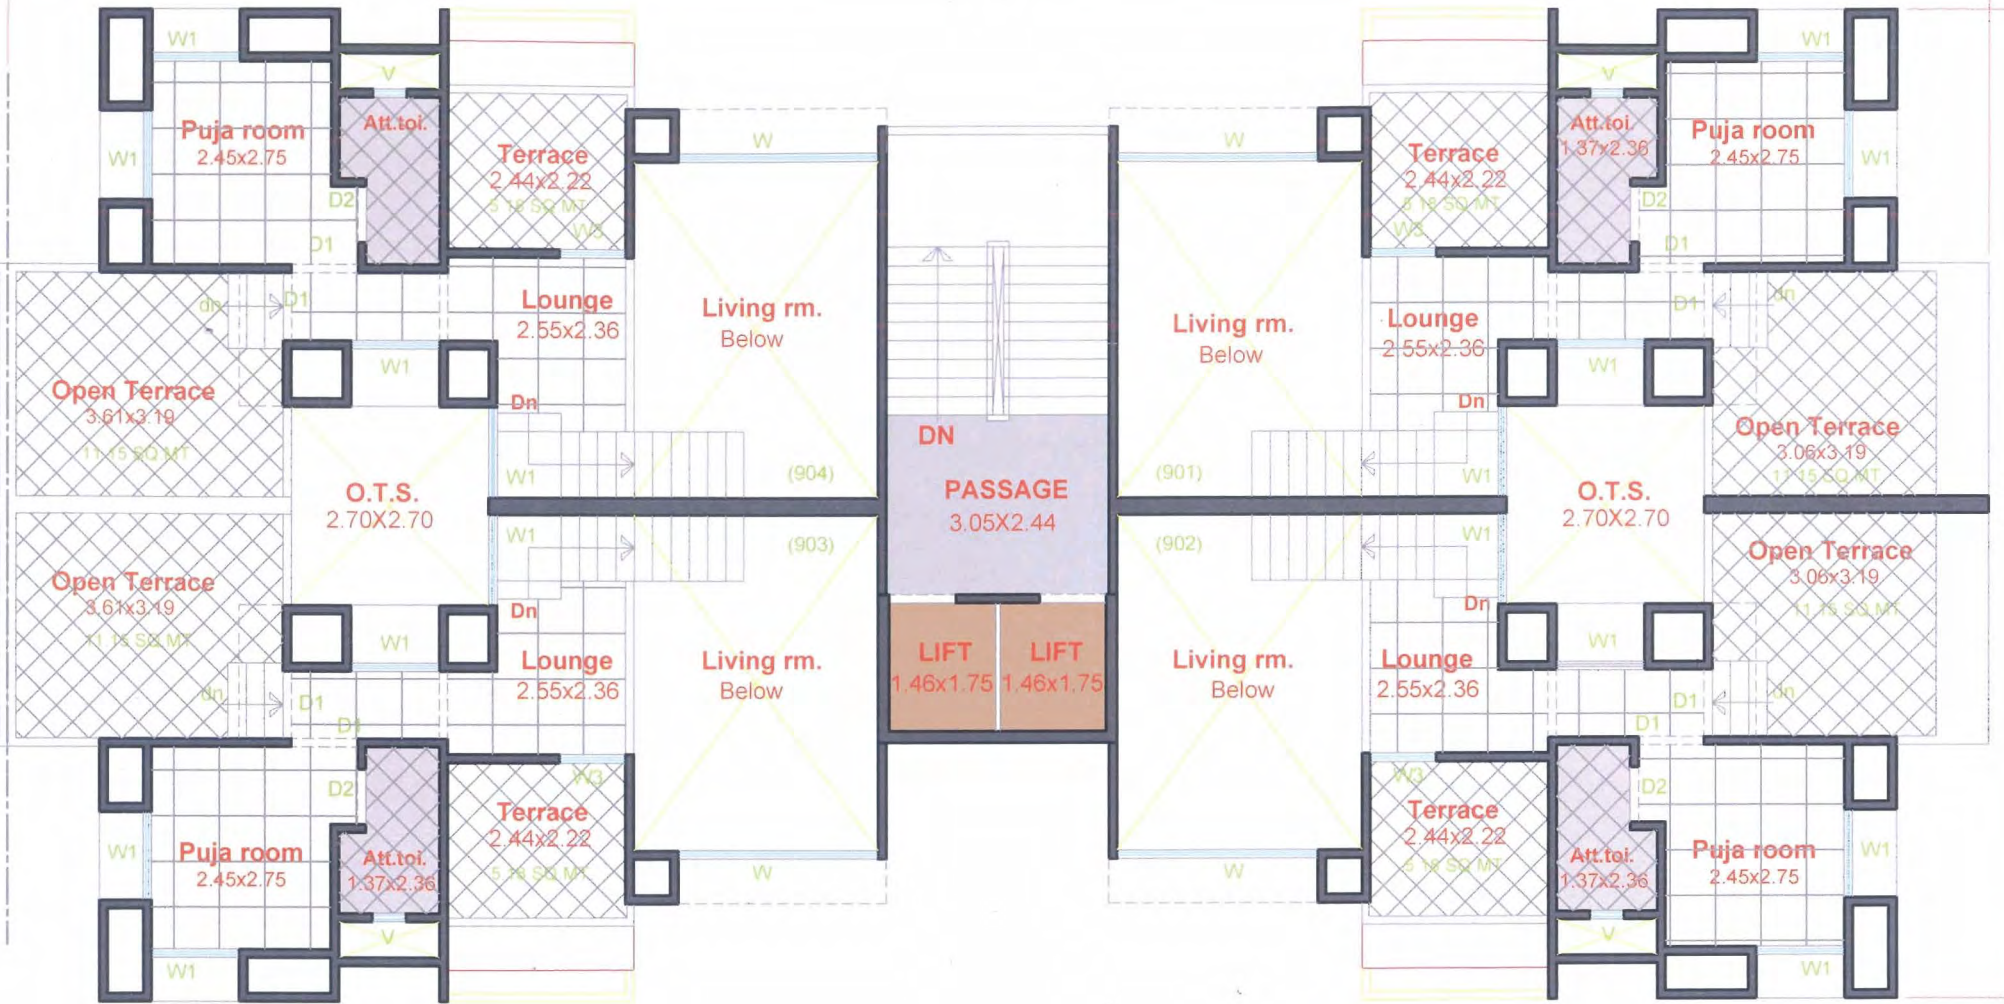 W1
W1
V
V
Puja room
2.45x2.75
Att.toi.
W1
Terrace
2.44x2.22
5.18 SQ MT
W
W
Terrace
2.44x2.22
5.18 SQ MT
Att.toi.
1.37x2.36
Puja room
2.45x2.75
W1
D2
D1
W3
W3
D2
D1
dn
D1
Lounge
2.55x2.36
Living rm.
Below
Living rm.
Below
Lounge
2.55x2.36
D1
dn
W1
W1
Open Terrace
3.61x3.19
11.15 SQ MT
Dn
DN
Dn
Open Terrace
3.06x3.19
11.15 SQ MT
W1
(904)
(901)
W1
O.T.S.
2.70X2.70
PASSAGE
3.05X2.44
O.T.S.
2.70X2.70
W1
(903)
(902)
W1
Open Terrace
3.61x3.19
11.15 SQ MT
Dn
Dn
Open Terrace
3.06x3.19
11.15 SQ MT
W1
W1
Lounge
2.55x2.36
Living rm.
Below
LIFT
1.46x1.75
LIFT
1.46x1.75
Living rm.
Below
Lounge
2.55x2.36
dn
D1
D1
D1
D1
dn
D2
W3
W3
D2
Puja room
2.45x2.75
W1
Att.toi.
1.37x2.36
Terrace
2.44x2.22
5.18 SQ MT
W
W
Terrace
2.44x2.22
5.18 SQ MT
Att.toi.
1.37x2.36
Puja room
2.45x2.75
W1
V
V
W1
W1